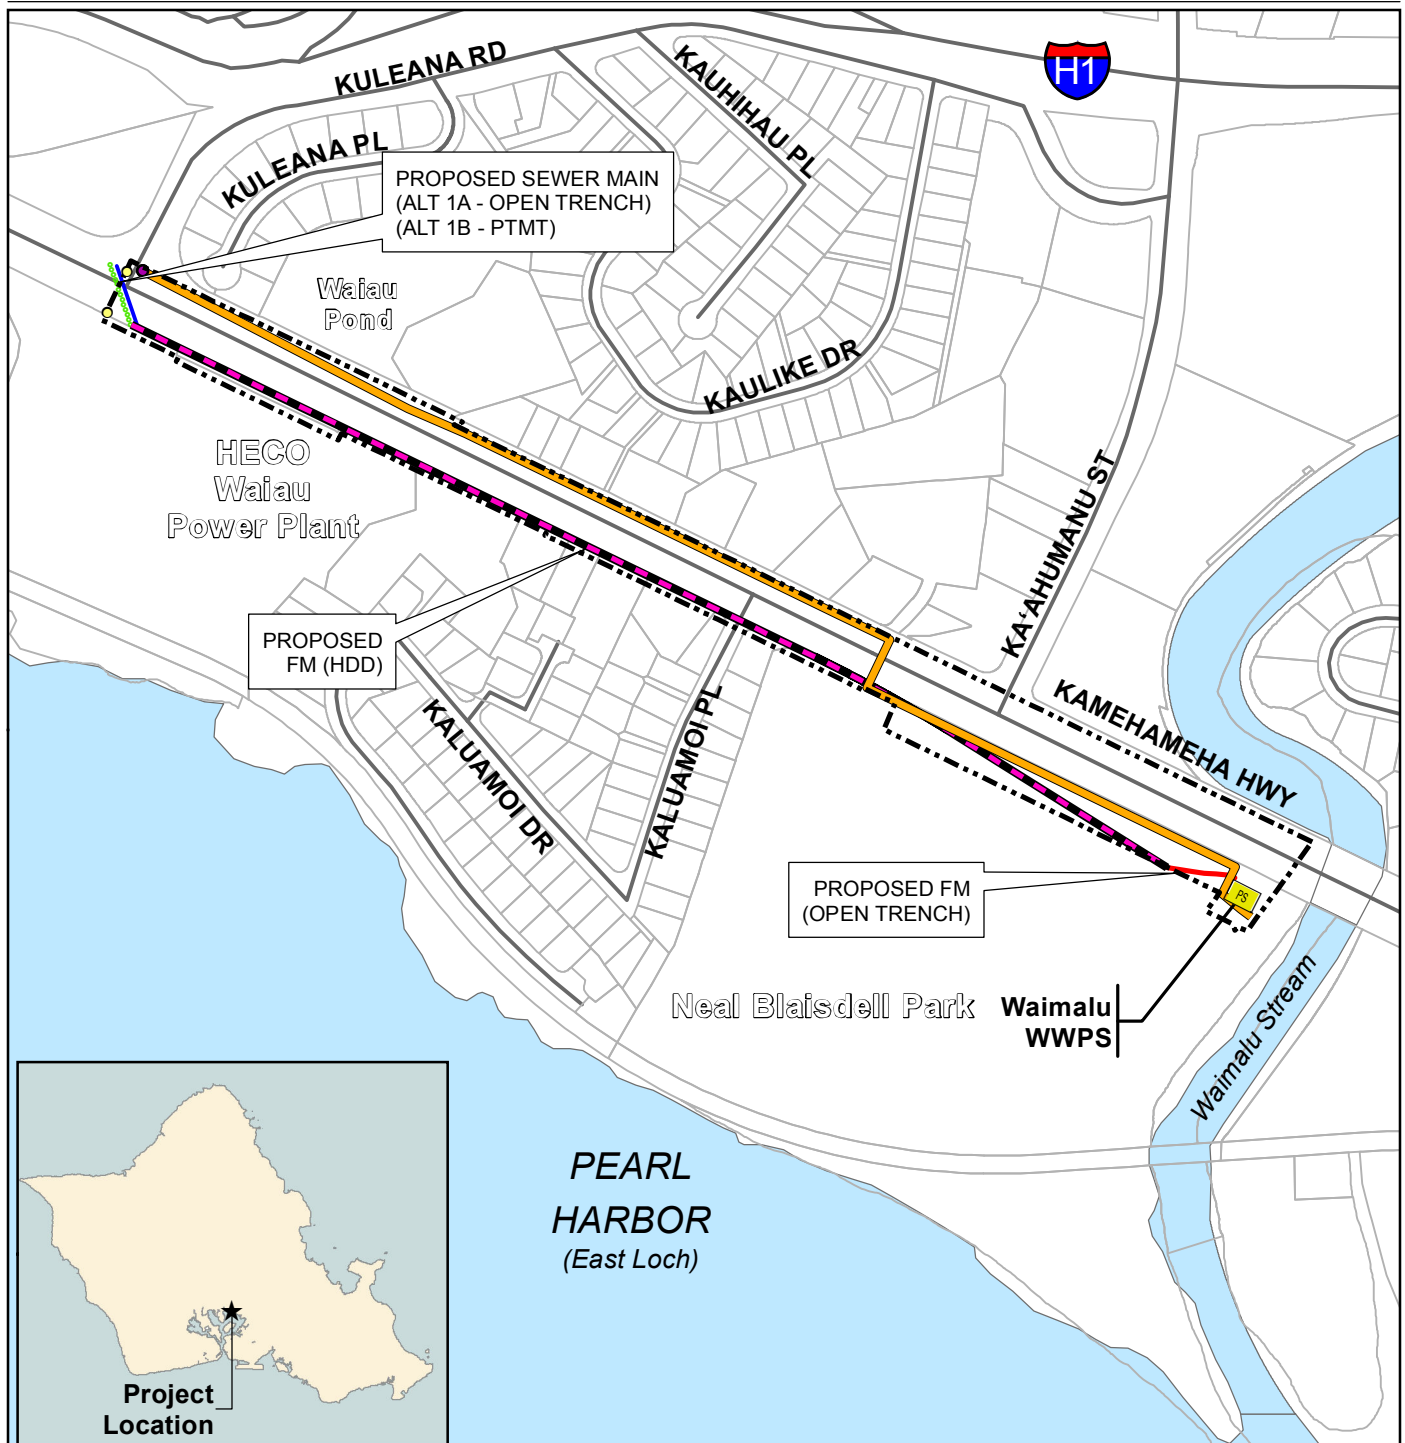 KULEANA RD
KAUHIHAU PL
H1
KULEANA PL
PROPOSED SEWER MAIN
(ALT 1A - OPEN TRENCH)
(ALT 1B - PTMT)
Waiau
Pond
KAULIKE DR
HECO
Waiau
Power Plant
KAʻAHUMANU ST
PROPOSED
FM (HDD)
KALUAMOI DR
KALUAMOI PL
KAMEHAMEHA HWY
PROPOSED FM
(OPEN TRENCH)
PS
Neal Blaisdell Park
Waimalu
WWPS
Waimalu Stream
PEARL
HARBOR
(East Loch)
Project
Location